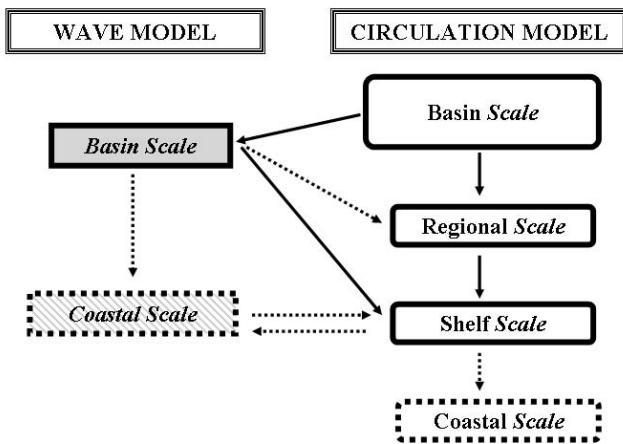 WAVE MODEL
CIRCULATION MODEL
Basin Scale
Basin Scale
Regional Scale
Coastal Scale
Shelf Scale
Coastal Scale